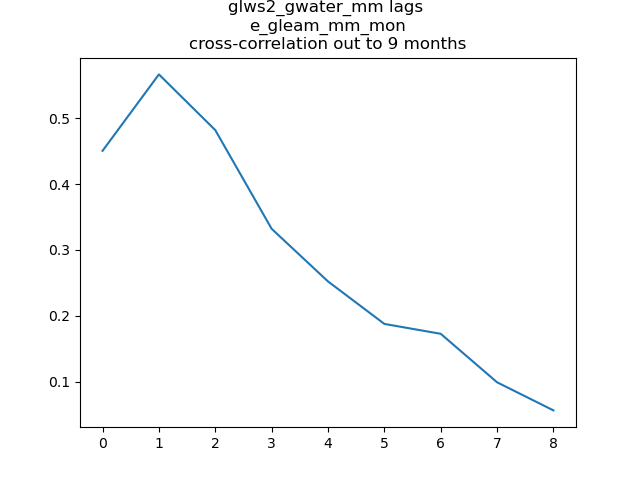 glws2_gwater_mm lags
e_gleam_mm_mon
cross-correlation out to 9 months
0.5
0.4
0.3
0.2
0.1
0 1 2 3 4 5 6 7 8